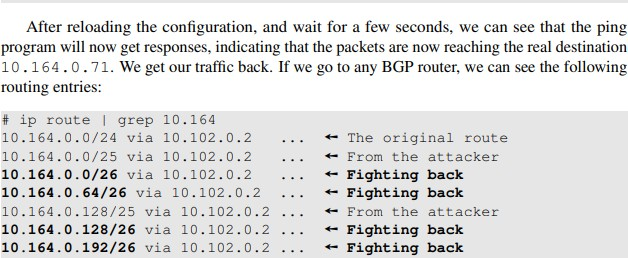 After reloading the configuration, and wait for a few seconds, we can see that the ping
program will now get responses, indicating that the packets are now reaching the real destination
10.164.0.71. We get our traffic back. If we go to any BGP router, we can see the following
routing entries:
# ip route | grep 10.164
10.164.0.0/24 via 10.102.0.2 ... ← The original route
10.164.0.0/25 via 10.102.0.2 ... ← From the attacker
10.164.0.0/26 via 10.102.0.2 ... ← Fighting back
10.164.0.64/26 via 10.102.0.2 ... ← Fighting back
10.164.0.128/25 via 10.102.0.2 ... ← From the attacker
10.164.0.128/26 via 10.102.0.2 ... ← Fighting back
10.164.0.192/26 via 10.102.0.2 ... ← Fighting back